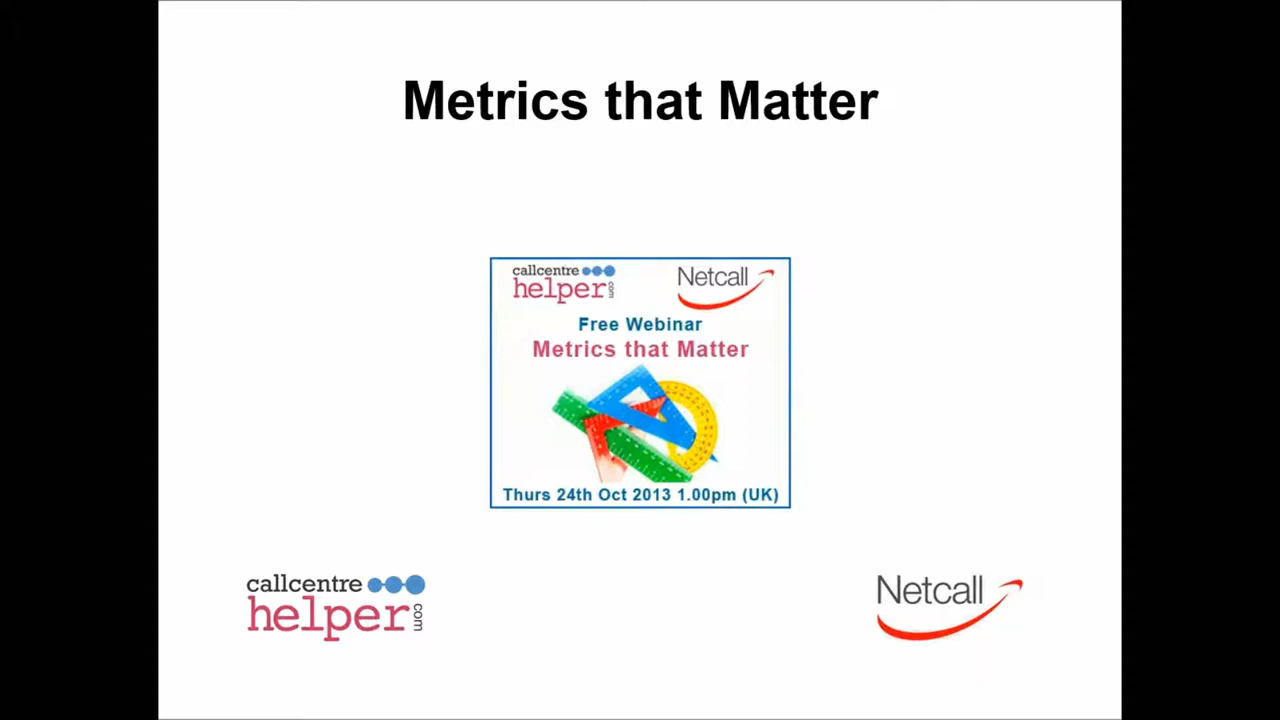 Metrics that Matter
callcentre
helper.com
Netcall
Free Webinar
Metrics that Matter
Thurs 24th Oct 2013 1.00pm (UK)
callcentre
helper.com
Netcall